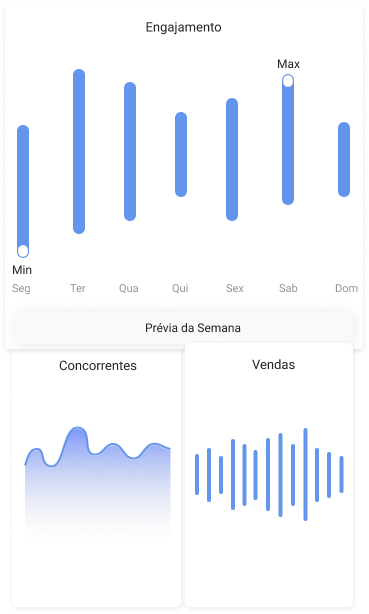 Engajamento
Max
Min
Seg Ter Qua Qui Sex Sab Dom
Prévia da Semana
Concorrentes
Vendas